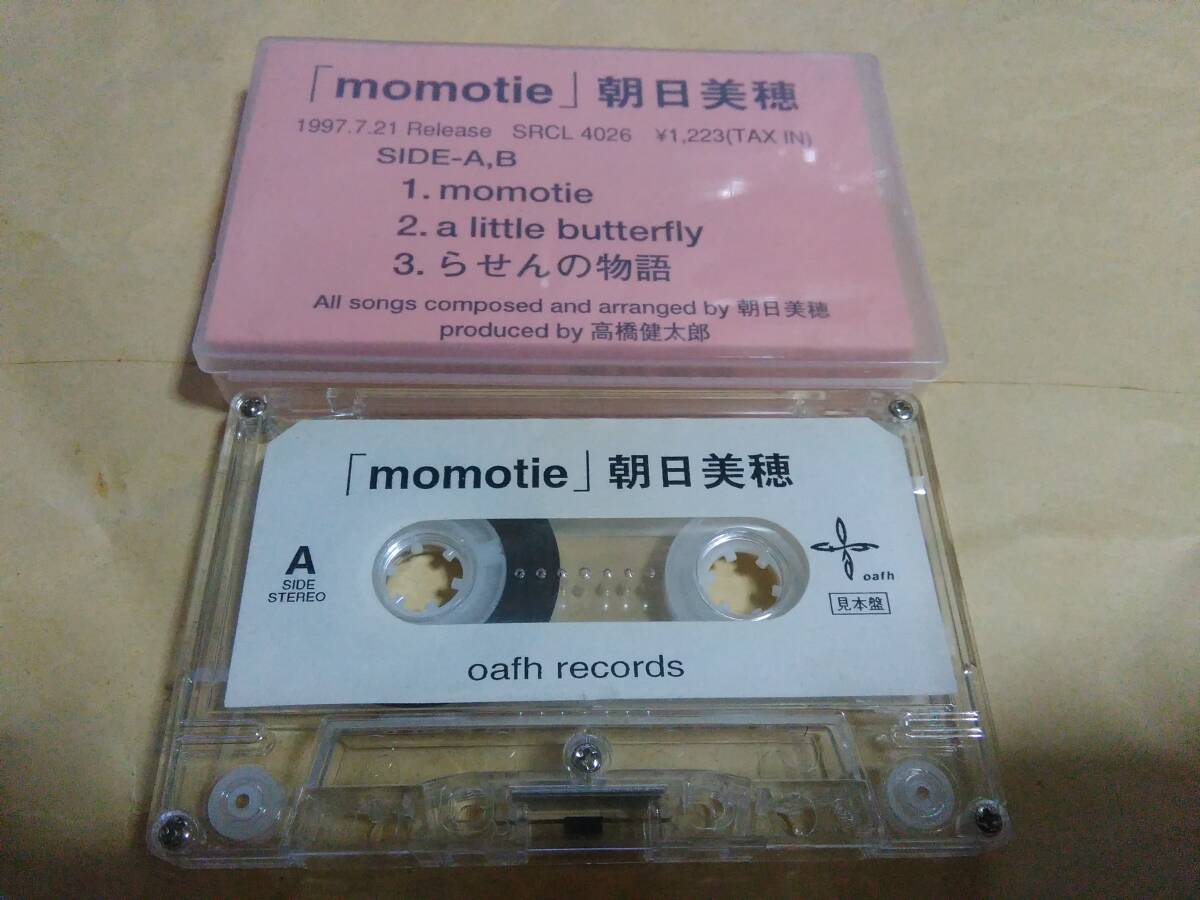 「momotie」朝日美穂
1997.7.21 Release SRCL 4026 ¥1,223(TAX IN)
SIDE-A,B
1. momotie
2. a little butterfly
3. らせんの物語
All songs composed and arranged by 朝日美穂
produced by 高橋健太郎
「momotie」朝日美穂
A
SIDE
STEREO
oafh
見本盤
oafh records